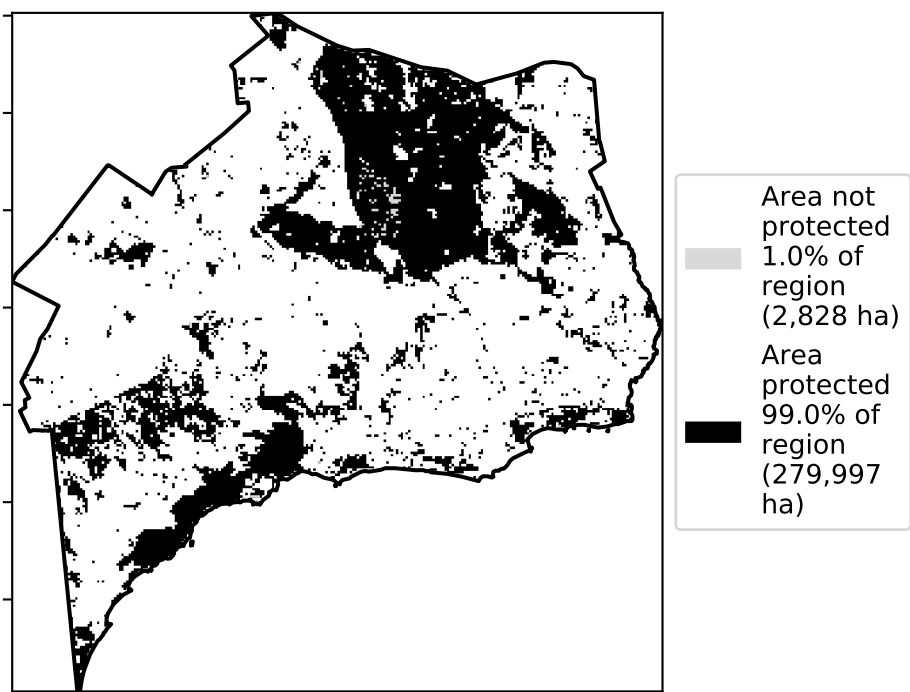 Area not
protected
1.0% of
region
(2,828 ha)
Area
protected
99.0% of
region
(279,997
ha)